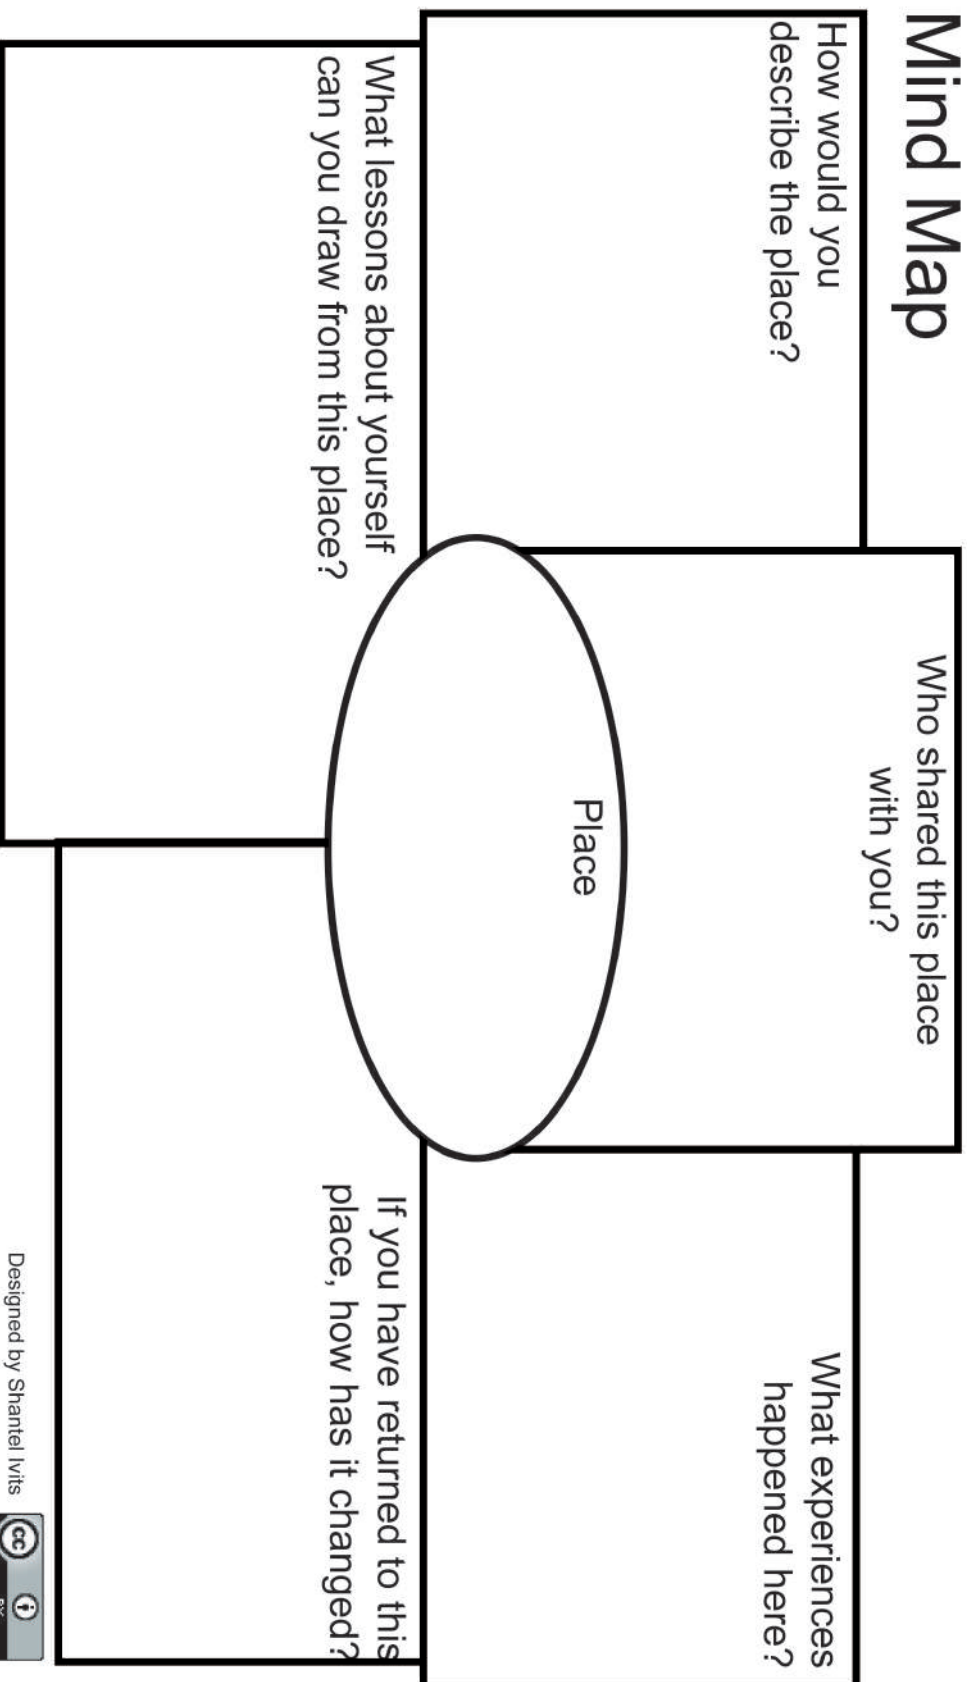 Mind Map
How would you
describe the place?
Who shared this place
with you?
What experiences
happened here?
Place
What lessons about yourself
can you draw from this place?
If you have returned to this
place, how has it changed?
Designed by Shantel Ivits
cc